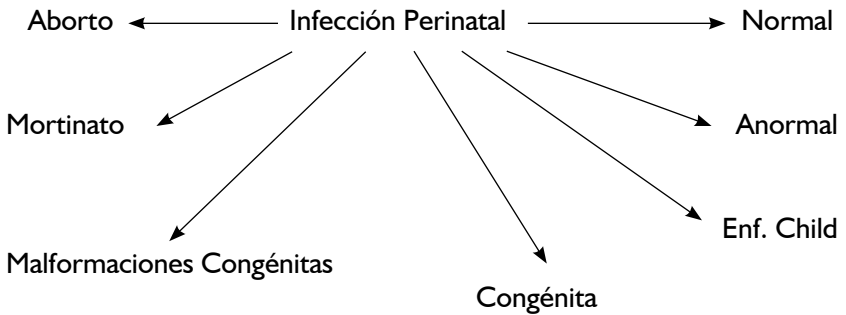 Aborto
Infección Perinatal
Normal
Mortinato
Anormal
Enf. Child
Malformaciones Congénitas
Congénita